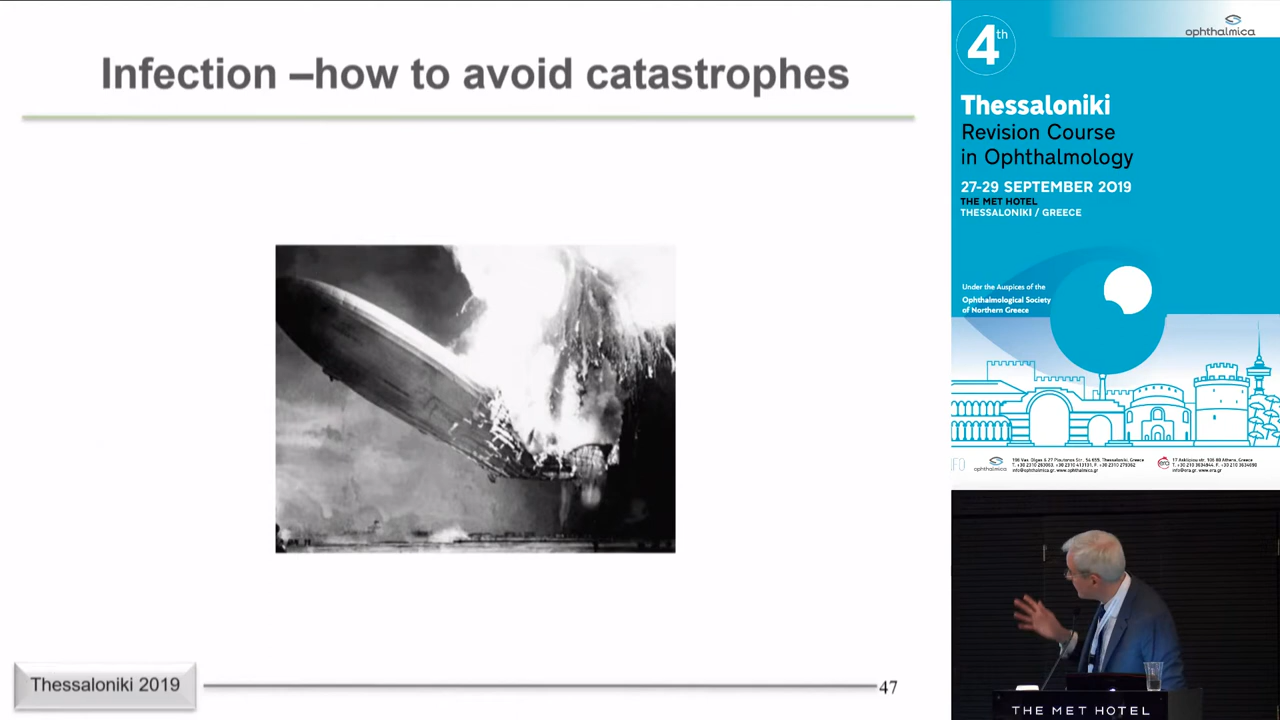 Infection –how to avoid catastrophes
Thessaloniki 2019
47
ophthalmica
4th
Thessaloniki
Revision Course
in Ophthalmology
27-29 SEPTEMBER 2019
THE MET HOTEL
THESSALONIKI / GREECE
Under the Auspices of the
Ophthalmological Society
of Northern Greece
ophthalmica
THE MET HOTEL